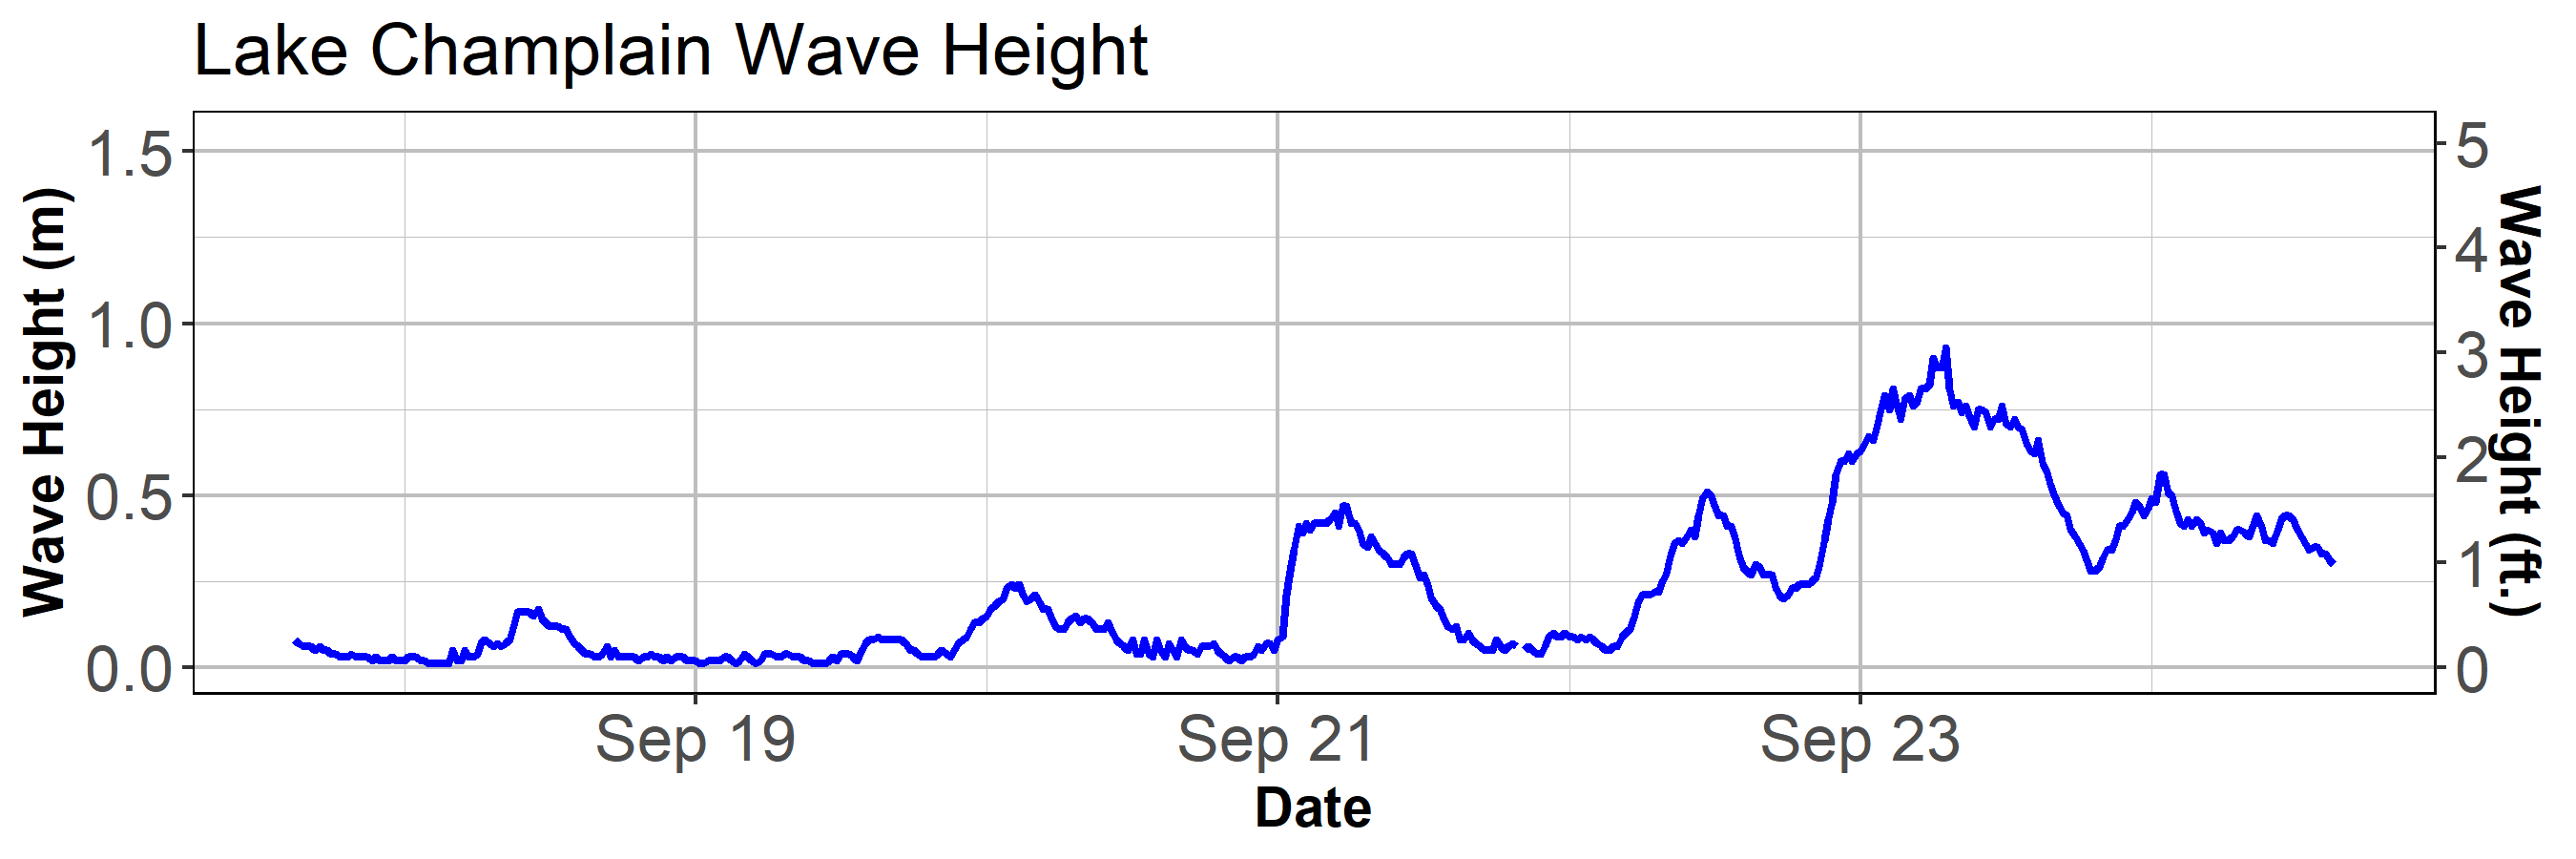 Lake Champlain Wave Height
Wave Height (m)
1.5
1.0
0.5
0.0
5
4
3
2
1
0
Wave Height (ft.)
Sep 19
Sep 21
Sep 23
Date